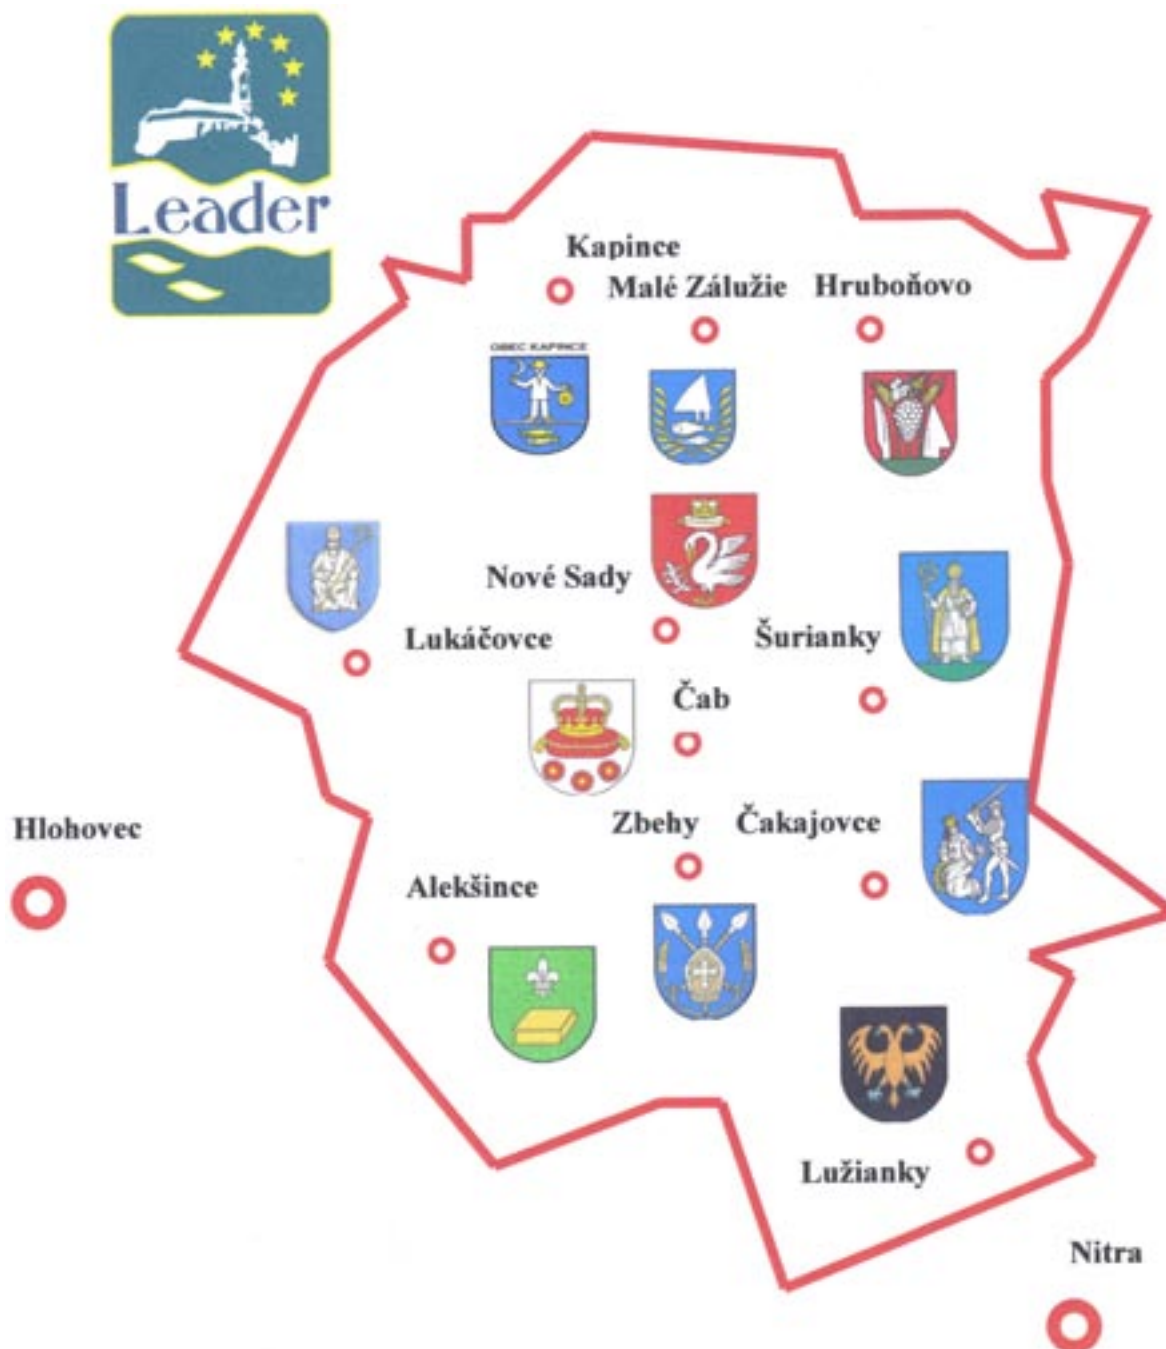 Leader
Kapince
Malé Zálužie
Hruboňovo
OBEC KAPINCE
Nové Sady
Lukáčovce
Šurianky
Čab
Hlohovec
Zbehy
Čakajovce
Alekšince
Lužianky
Nitra